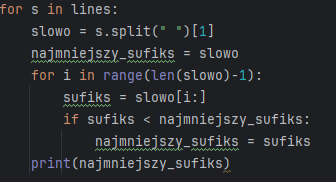 for s in lines:
    slowo = s.split(" ")[1]
    najmniejszy_sufiks = slowo
    for i in range(len(slowo)-1):
        sufiks = slowo[i:]
        if sufiks < najmniejszy_sufiks:
            najmniejszy_sufiks = sufiks
    print(najmniejszy_sufiks)